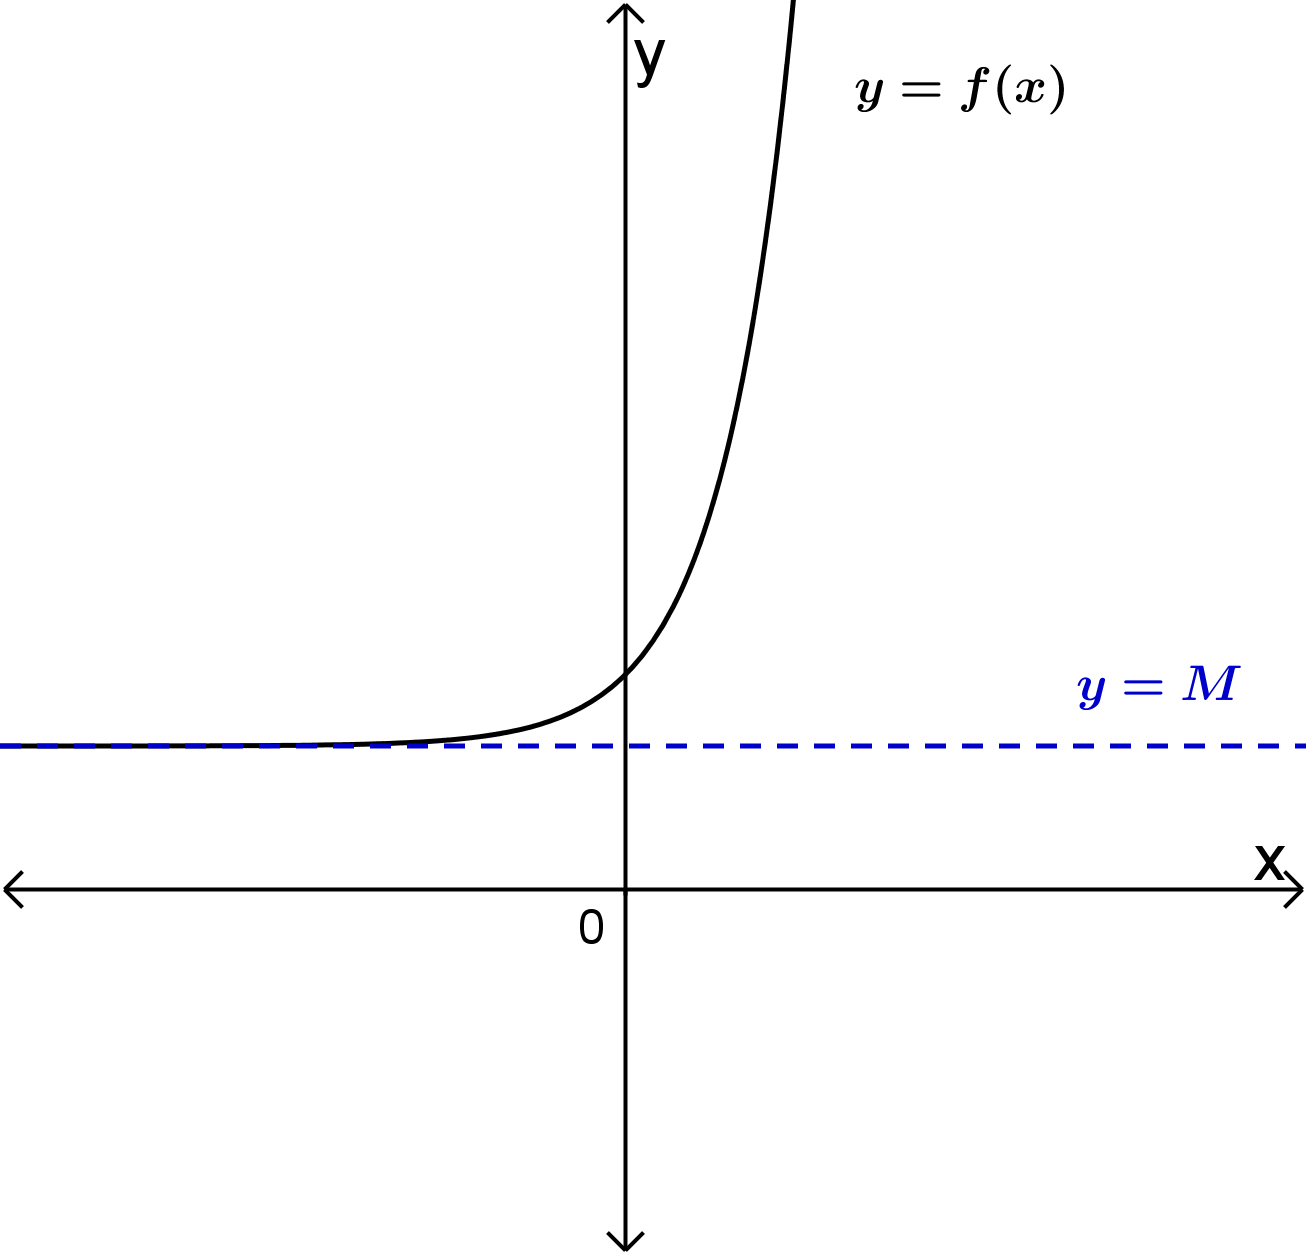 y
y = f(x)
y = M
x
0